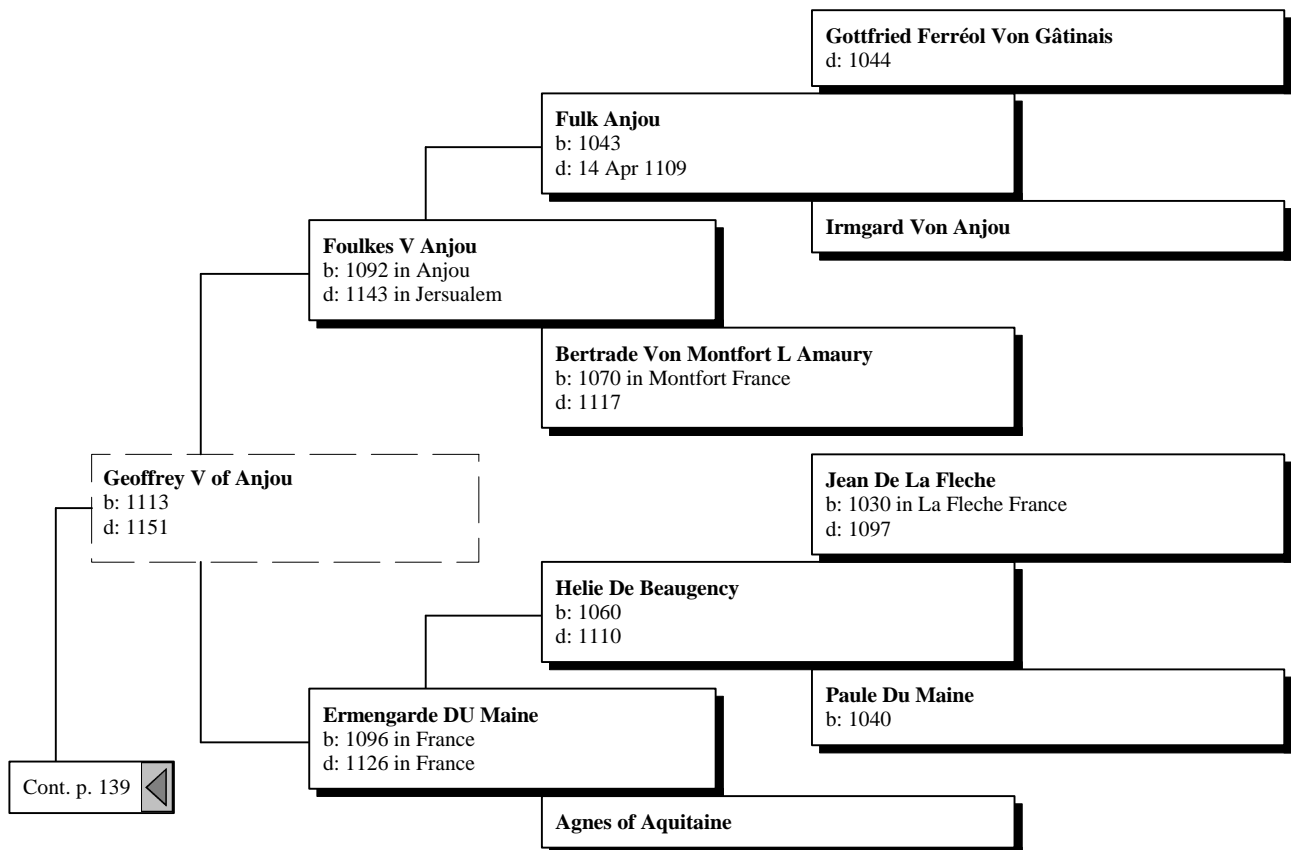 Gottfried Ferréol Von Gâtinais
d: 1044
Fulk Anjou
b: 1043
d: 14 Apr 1109
Irmgard Von Anjou
Foulkes V Anjou
b: 1092 in Anjou
d: 1143 in Jersualem
Bertrade Von Montfort L Amaury
b: 1070 in Montfort France
d: 1117
Geoffrey V of Anjou
b: 1113
d: 1151
Jean De La Fleche
b: 1030 in La Fleche France
d: 1097
Helie De Beaugency
b: 1060
d: 1110
Paule Du Maine
b: 1040
Ermengarde DU Maine
b: 1096 in France
d: 1126 in France
Cont. p. 139
Agnes of Aquitaine